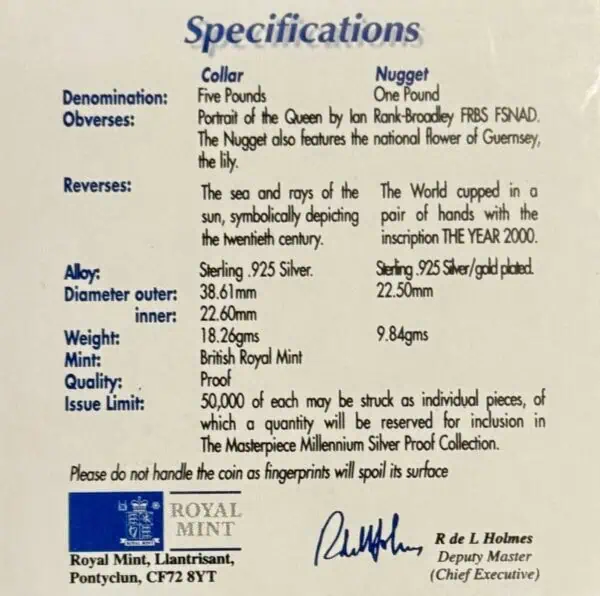 Specifications
Collar Nugget
Denomination: Five Pounds One Pound
Obverses: Portrait of the Queen by Ian Rank-Broadley FRBS FSNAD.
The Nugget also features the national flower of Guernsey,
the lily.
Reverses: The sea and rays of the The World cupped in a
sun, symbolically depicting pair of hands with the
the twentieth century. inscription THE YEAR 2000.
Alloy: Sterling .925 Silver. Sterling .925 Silver/gold plated.
Diameter outer: 38.61mm 22.50mm
inner: 22.60mm
Weight: 18.26gms 9.84gms
Mint: British Royal Mint
Quality: Proof
Issue Limit: 50,000 of each may be struck as individual pieces, of
which a quantity will be reserved for inclusion in
The Masterpiece Millennium Silver Proof Collection.
Please do not handle the coin as fingerprints will spoil its surface
ROYAL
MINT
ROYAL MINT
Royal Mint, Llantrisant,
Pontyclun, CF72 8YT
R de L Holmes
Deputy Master
(Chief Executive)